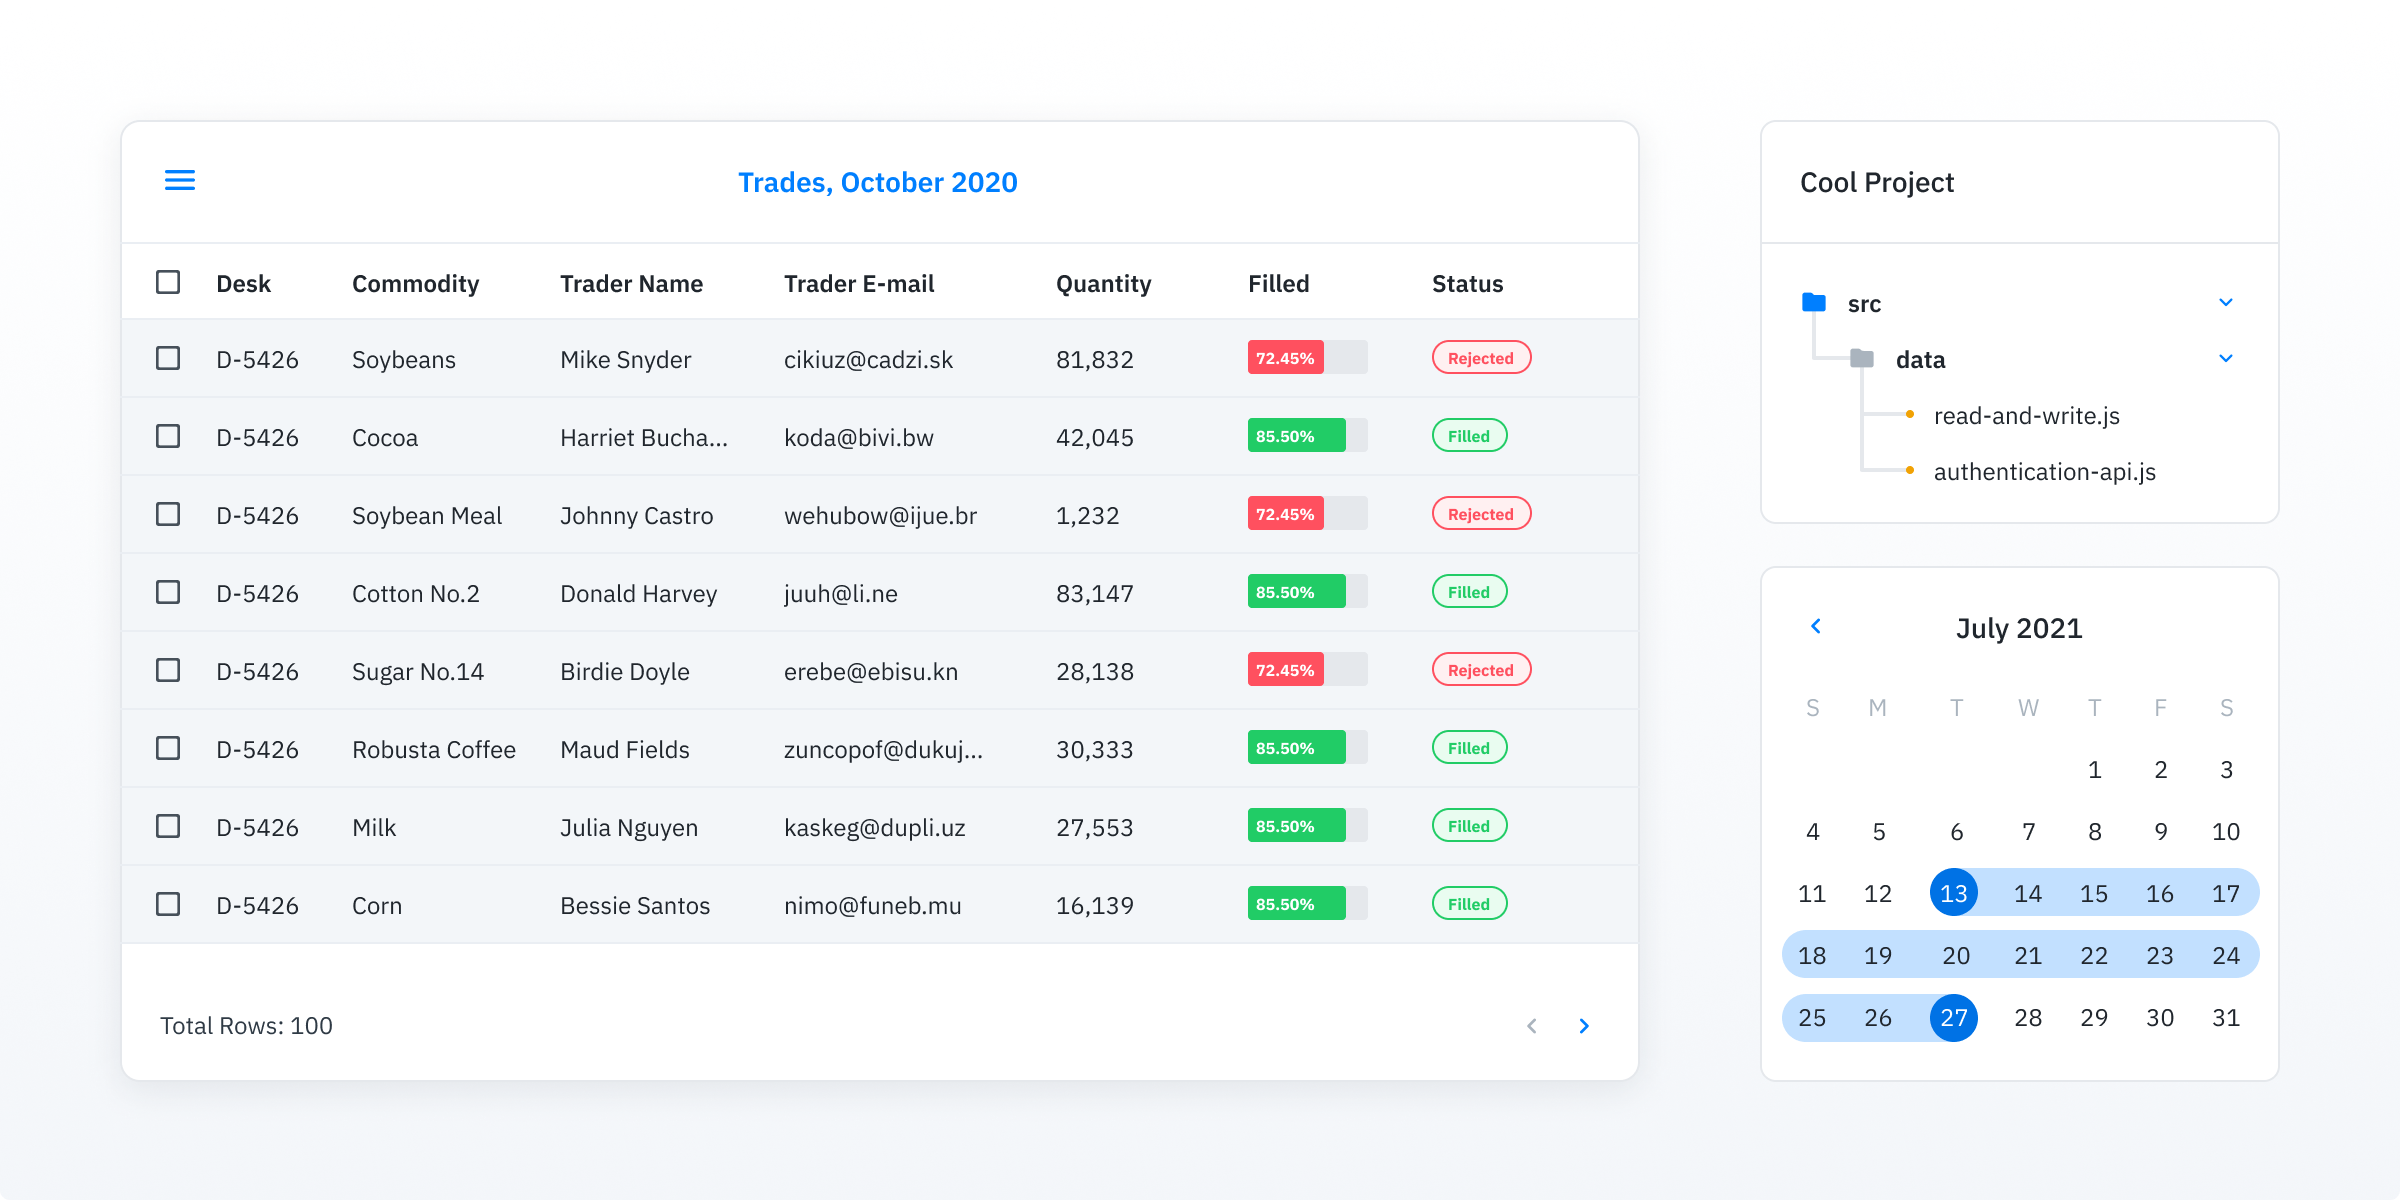 Trades, October 2020
Desk Commodity Trader Name Trader E-mail Quantity Filled Status
D-5426 Soybeans Mike Snyder cikiuz@cadzi.sk 81,832 72.45% Rejected
D-5426 Cocoa Harriet Bucha... koda@bivi.bw 42,045 85.50% Filled
D-5426 Soybean Meal Johnny Castro wehubow@ijue.br 1,232 72.45% Rejected
D-5426 Cotton No.2 Donald Harvey juuh@li.ne 83,147 85.50% Filled
D-5426 Sugar No.14 Birdie Doyle erebe@ebisu.kn 28,138 72.45% Rejected
D-5426 Robusta Coffee Maud Fields zuncopof@dukuj... 30,333 85.50% Filled
D-5426 Milk Julia Nguyen kaskeg@dupli.uz 27,553 85.50% Filled
D-5426 Corn Bessie Santos nimo@funeb.mu 16,139 85.50% Filled
Total Rows: 100
Cool Project
src
data
read-and-write.js
authentication-api.js
July 2021
S M T W T F S
1 2 3
4 5 6 7 8 9 10
11 12 13 14 15 16 17
18 19 20 21 22 23 24
25 26 27 28 29 30 31